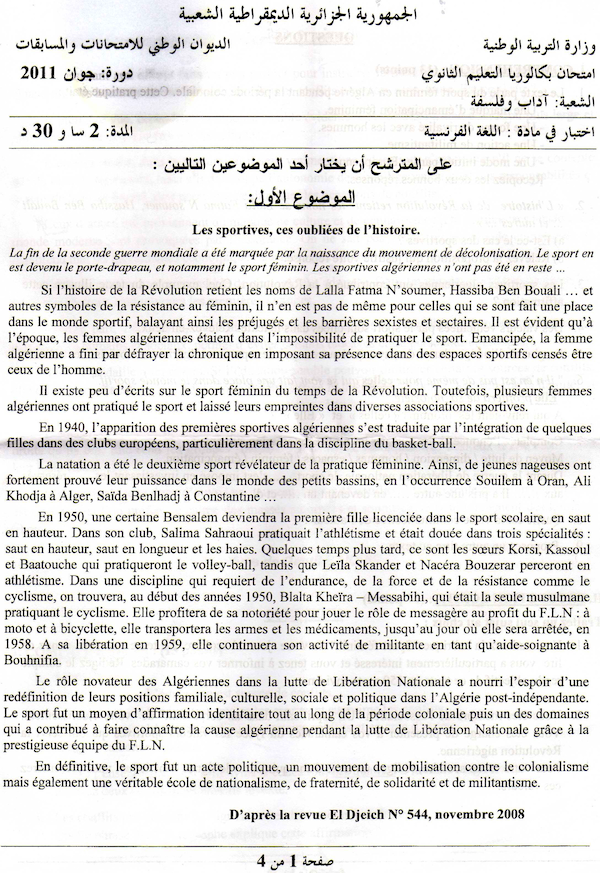 الجمهورية الجزائرية الديمقراطية الشعبية
وزارة التربية الوطنية الديوان الوطني للامتحانات والمسابقات
امتحان بكالوريا التعليم الثانوي دورة: جوان 2011
الشعبة: آداب وفلسفة
اختبار في مادة : اللغة الفرنسية المدة: 2 سا و 30 د
على المترشح أن يختار أحد الموضوعين التاليين :
الموضوع الأول:
Les sportives, ces oubliées de l'histoire.
La fin de la seconde guerre mondiale a été marquée par la naissance du mouvement de décolonisation. Le sport en
est devenu le porte-drapeau, et notamment le sport féminin. Les sportives algériennes n'ont pas été en reste …
Si l'histoire de la Révolution retient les noms de Lalla Fatma N'soumer, Hassiba Ben Bouali … et
autres symboles de la résistance au féminin, il n'en est pas de même pour celles qui se sont fait une place
dans le monde sportif, balayant ainsi les préjugés et les barrières sexistes et sectaires. Il est évident qu'à
l'époque, les femmes algériennes étaient dans l'impossibilité de pratiquer le sport. Emancipée, la femme
algérienne a fini par défrayer la chronique en imposant sa présence dans des espaces sportifs censés être
ceux de l'homme.
Il existe peu d'écrits sur le sport féminin du temps de la Révolution. Toutefois, plusieurs femmes
algériennes ont pratiqué le sport et laissé leurs empreintes dans diverses associations sportives.
En 1940, l'apparition des premières sportives algériennes s'est traduite par l'intégration de quelques
filles dans des clubs européens, particulièrement dans la discipline du basket-ball.
La natation a été le deuxième sport révélateur de la pratique féminine. Ainsi, de jeunes nageuses ont
fortement prouvé leur puissance dans le monde des petits bassins, en l'occurrence Souilem à Oran, Ali
Khodja à Alger, Saïda Benlhadj à Constantine …
En 1950, une certaine Bensalem deviendra la première fille licenciée dans le sport scolaire, en saut
en hauteur. Dans son club, Salima Sahraoui pratiquait l'athlétisme et était douée dans trois spécialités :
saut en hauteur, saut en longueur et les haies. Quelques temps plus tard, ce sont les sœurs Korsi, Kassoul
et Baatouche qui pratiqueront le volley-ball, tandis que Leïla Skander et Nacéra Bouzerar perceront en
athlétisme. Dans une discipline qui requiert de l'endurance, de la force et de la résistance comme le
cyclisme, on trouvera, au début des années 1950, Blalta Kheïra – Messabihi, qui était la seule musulmane
pratiquant le cyclisme. Elle profitera de sa notoriété pour jouer le rôle de messagère au profit du F.L.N : à
moto et à bicyclette, elle transportera les armes et les médicaments, jusqu'au jour où elle sera arrêtée, en
1958. A sa libération en 1959, elle continuera son activité de militante en tant qu'aide-soignante à
Bouhnifia.
Le rôle novateur des Algériennes dans la lutte de Libération Nationale a nourri l'espoir d'une
redéfinition de leurs positions familiale, culturelle, sociale et politique dans l'Algérie post-indépendante.
Le sport fut un moyen d'affirmation identitaire tout au long de la période coloniale puis un des domaines
qui a contribué à faire connaître la cause algérienne pendant la lutte de Libération Nationale grâce à la
prestigieuse équipe du F.L.N.
En définitive, le sport fut un acte politique, un mouvement de mobilisation contre le colonialisme
mais également une véritable école de nationalisme, de fraternité, de solidarité et de militantisme.
D'après la revue El Djeich N° 544, novembre 2008
صفحة 1 من 4